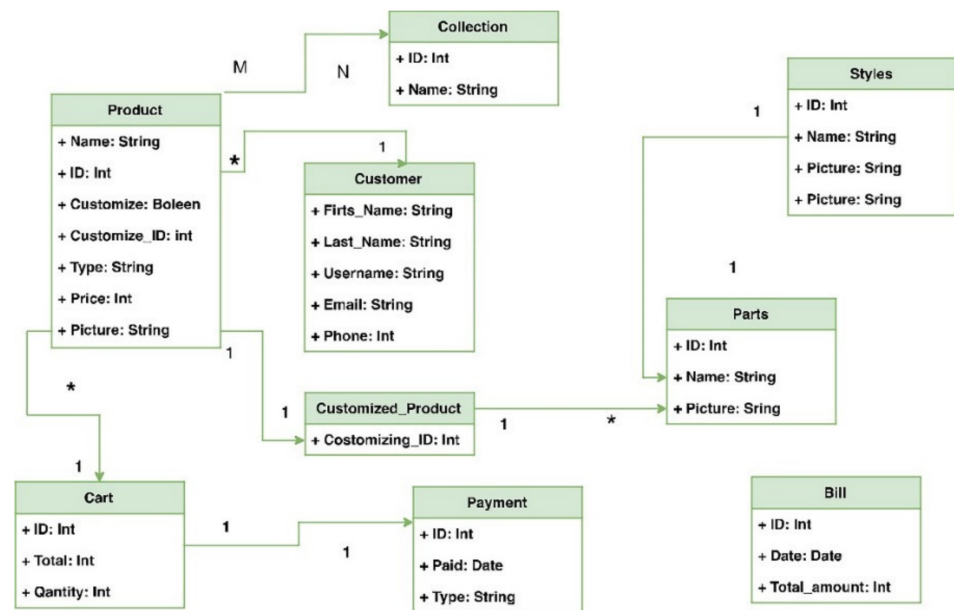 Collection
+ ID: Int
+ Name: String
M
N
Product
+ Name: String
+ ID: Int
+ Customize: Boleen
+ Customize_ID: int
+ Type: String
+ Price: Int
+ Picture: String
*
1
Customer
+ Firts_Name: String
+ Last_Name: String
+ Username: String
+ Email: String
+ Phone: Int
Styles
+ ID: Int
+ Name: String
+ Picture: Sring
+ Picture: Sring
1
1
Parts
+ ID: Int
+ Name: String
+ Picture: Sring
1
1
Customized_Product
+ Costomizing_ID: Int
1
*
*
1
Cart
+ ID: Int
+ Total: Int
+ Qantity: Int
1
1
Payment
+ ID: Int
+ Paid: Date
+ Type: String
Bill
+ ID: Int
+ Date: Date
+ Total_amount: Int